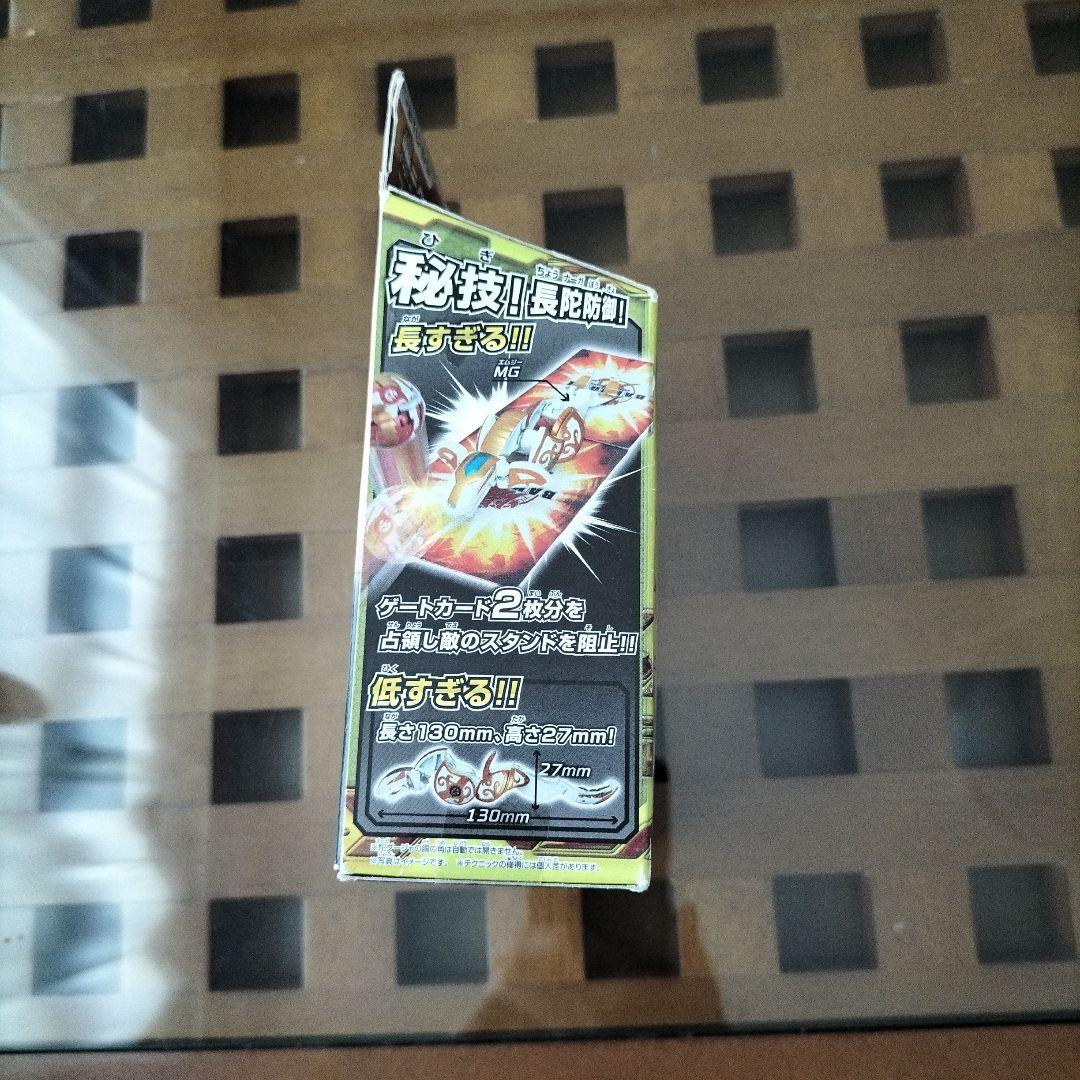 秘技！長陀防御！
長すぎる!!
MG
ゲートカード2枚分を
占領し敵のスタンドを阻止!!
低すぎる!!
長さ130mm、高さ27mm!
27mm
130mm
※写真はイメージです。 ※テクニックの修得には個人差があります。